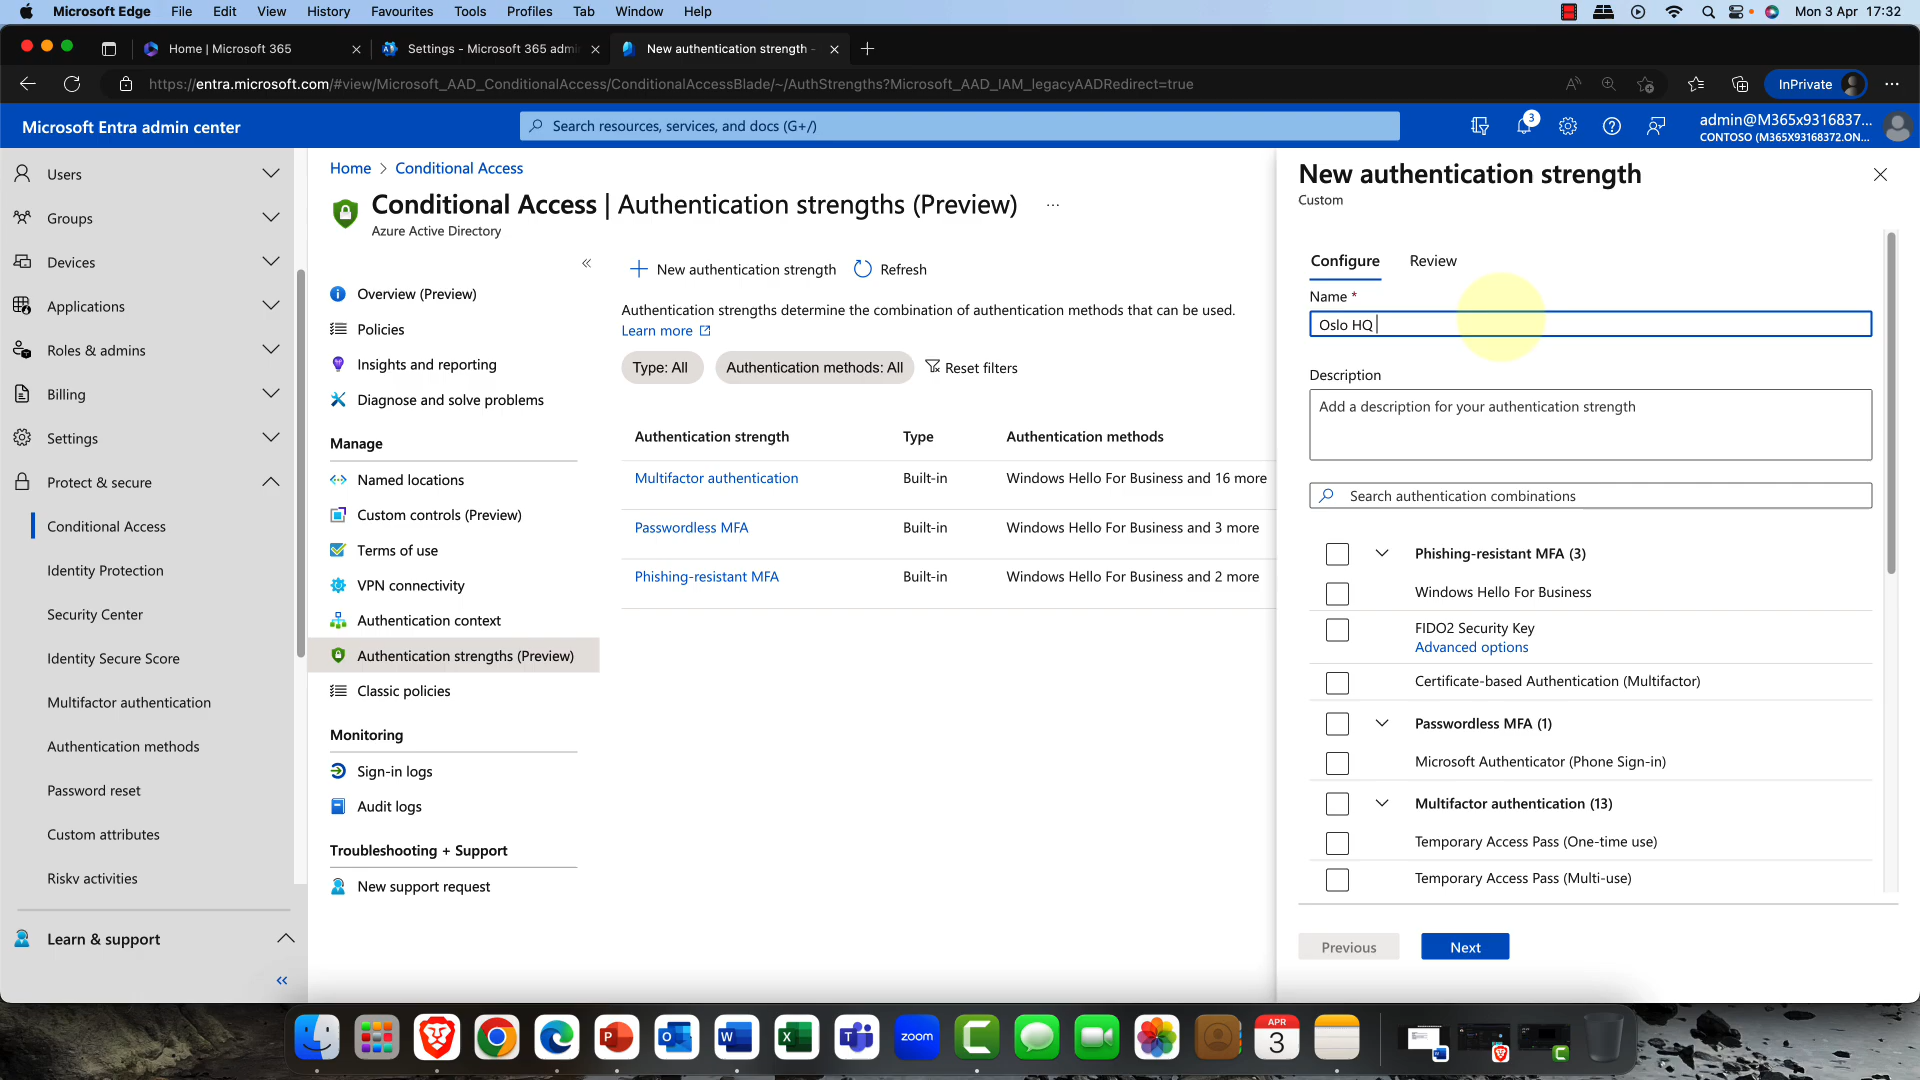 Microsoft Edge File Edit View History Favourites Tools Profiles Tab Window Help Mon 3 Apr 17:32
Home | Microsoft 365
Settings - Microsoft 365 admi
New authentication strength -
https://entra.microsoft.com/#view/Microsoft_AAD_ConditionalAccess/ConditionalAccessBlade/~/AuthStrengths?Microsoft_AAD_IAM_legacyAADRedirect=true
InPrivate
Microsoft Entra admin center
Search resources, services, and docs (G+/)
3
admin@M365x9316837...
CONTOSO (M365X93168372.ON...
Users
Groups
Devices
Applications
Roles & admins
Billing
Settings
Protect & secure
Conditional Access
Identity Protection
Security Center
Identity Secure Score
Multifactor authentication
Authentication methods
Password reset
Custom attributes
Risky activities
Learn & support
Home > Conditional Access
Conditional Access | Authentication strengths (Preview) ...
Azure Active Directory
Overview (Preview)
Policies
Insights and reporting
Diagnose and solve problems
Manage
Named locations
Custom controls (Preview)
Terms of use
VPN connectivity
Authentication context
Authentication strengths (Preview)
Classic policies
Monitoring
Sign-in logs
Audit logs
Troubleshooting + Support
New support request
New authentication strength
Refresh
Authentication strengths determine the combination of authentication methods that can be used.
Learn more
Type: All
Authentication methods: All
Reset filters
Authentication strength Type Authentication methods
Multifactor authentication Built-in Windows Hello For Business and 16 more
Passwordless MFA Built-in Windows Hello For Business and 3 more
Phishing-resistant MFA Built-in Windows Hello For Business and 2 more
New authentication strength
Custom
Configure Review
Name *
Oslo HQ
Description
Add a description for your authentication strength
Search authentication combinations
Phishing-resistant MFA (3)
Windows Hello For Business
FIDO2 Security Key
Advanced options
Certificate-based Authentication (Multifactor)
Passwordless MFA (1)
Microsoft Authenticator (Phone Sign-in)
Multifactor authentication (13)
Temporary Access Pass (One-time use)
Temporary Access Pass (Multi-use)
Previous Next
zoom
APR
3